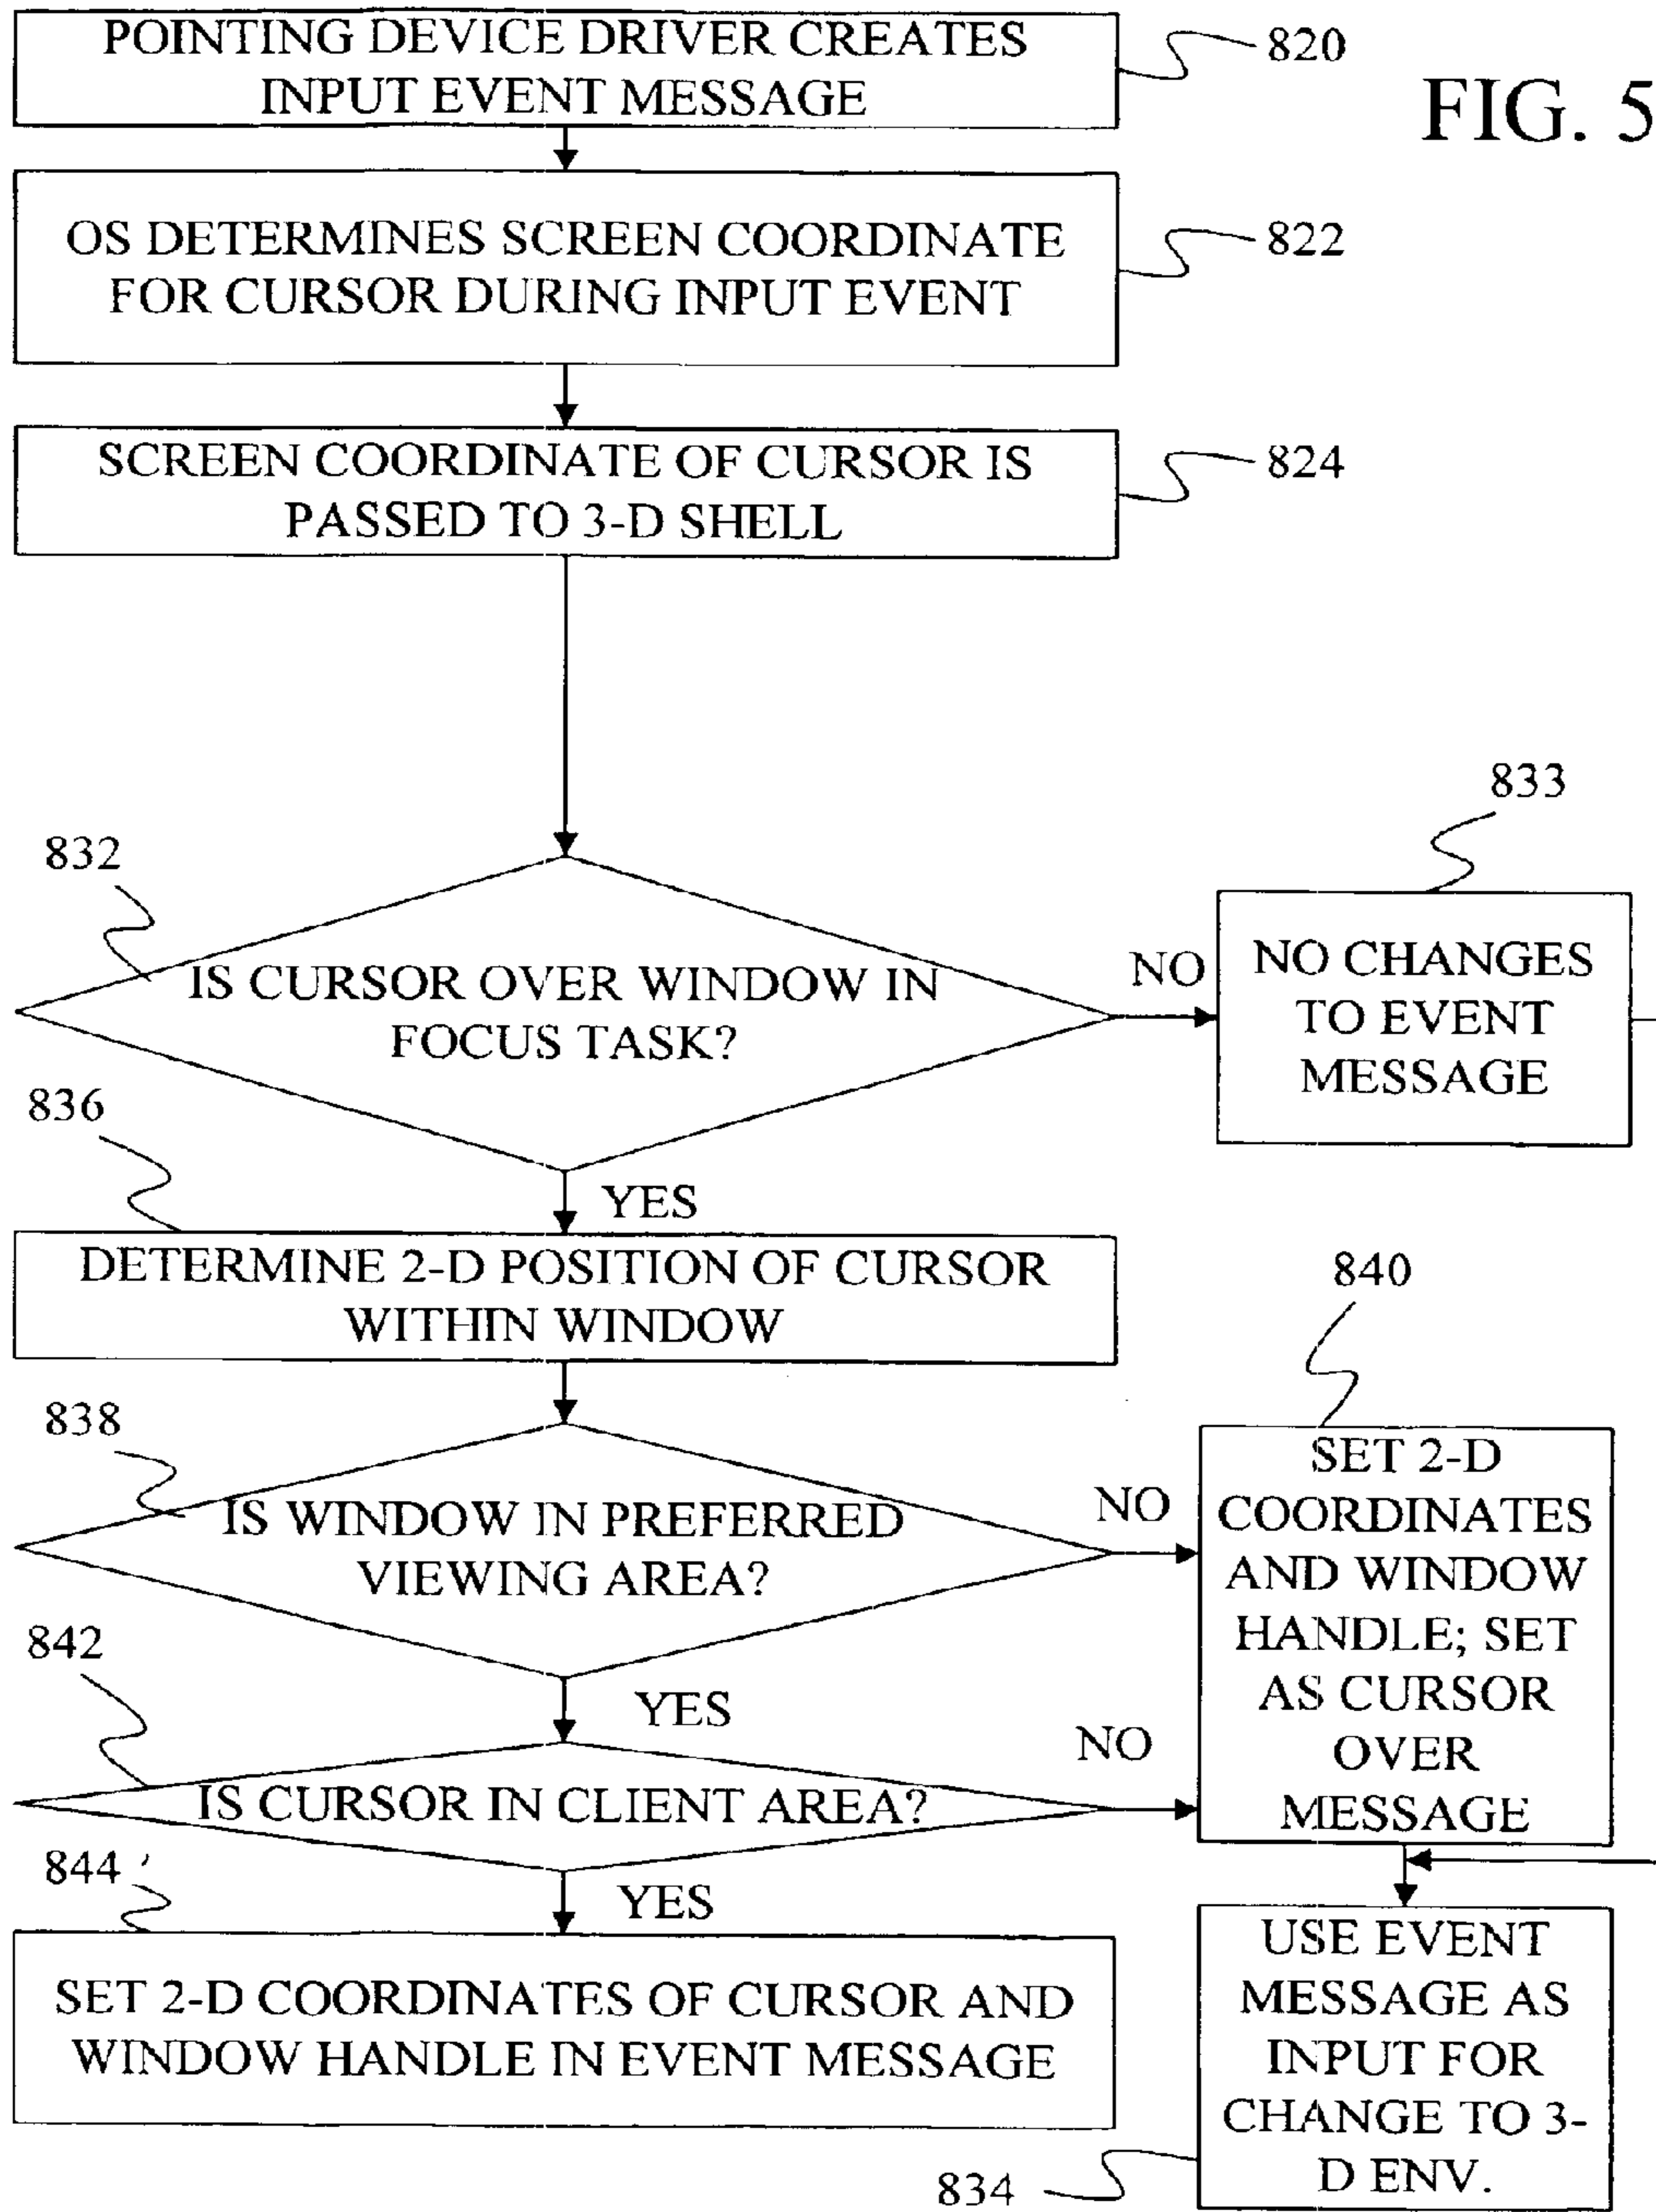 POINTING DEVICE DRIVER CREATES
INPUT EVENT MESSAGE
820
FIG. 5
OS DETERMINES SCREEN COORDINATE
FOR CURSOR DURING INPUT EVENT
822
SCREEN COORDINATE OF CURSOR IS
PASSED TO 3-D SHELL
824
832
IS CURSOR OVER WINDOW IN
FOCUS TASK?
NO
833
NO CHANGES
TO EVENT
MESSAGE
YES
836
DETERMINE 2-D POSITION OF CURSOR
WITHIN WINDOW
838
IS WINDOW IN PREFERRED
VIEWING AREA?
NO
840
SET 2-D
COORDINATES
AND WINDOW
HANDLE; SET
AS CURSOR
OVER
MESSAGE
YES
842
IS CURSOR IN CLIENT AREA?
NO
YES
844
SET 2-D COORDINATES OF CURSOR AND
WINDOW HANDLE IN EVENT MESSAGE
USE EVENT
MESSAGE AS
INPUT FOR
CHANGE TO 3-
D ENV.
834